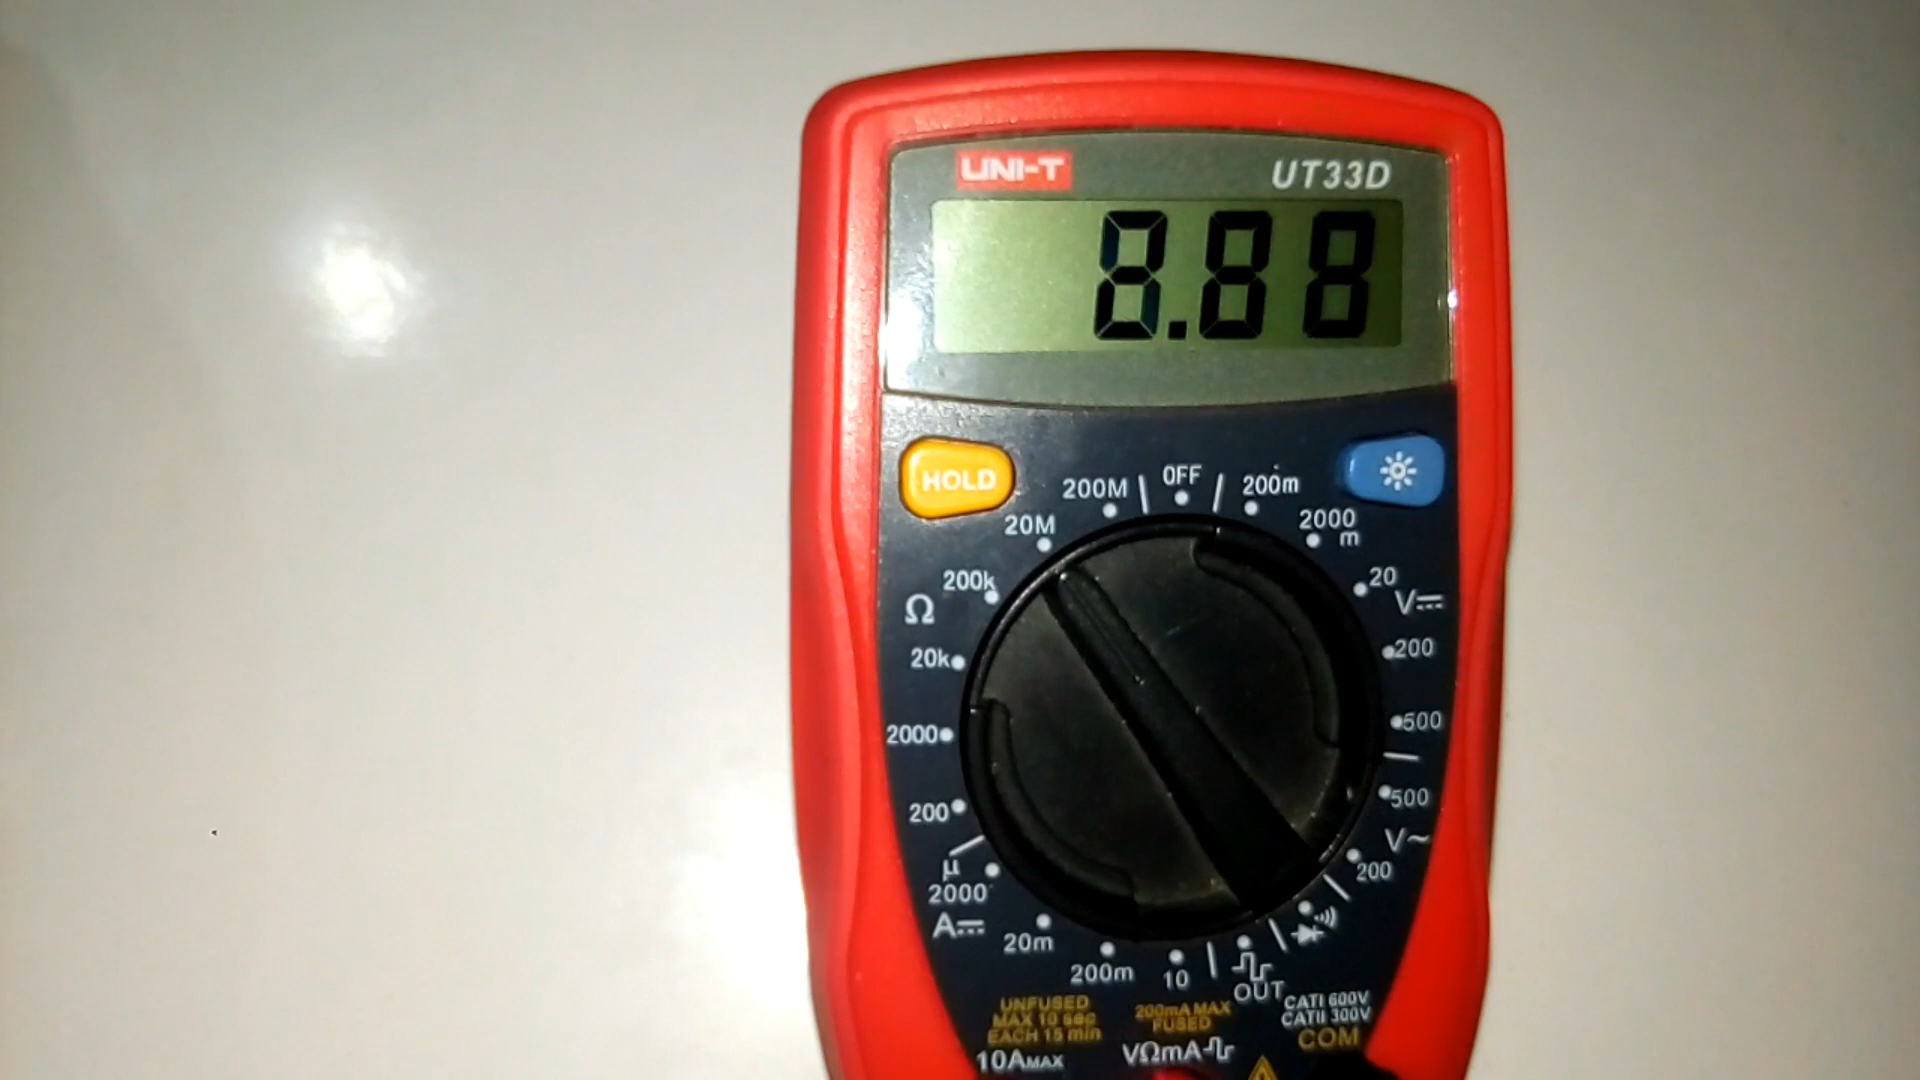 UNI-T UT33D
8.88
HOLD
200M OFF 200m
20M 2000 m
200k 20
Ω V⎓
20k 200
2000 500
200 500
V~
μ 200
2000
A⎓
20m
200m 10
OUT
UNFUSED
MAX 10 sec
EACH 15 min
10AMAX
200mA MAX
FUSED
VΩmA
CATI 600V
CATII 300V
COM